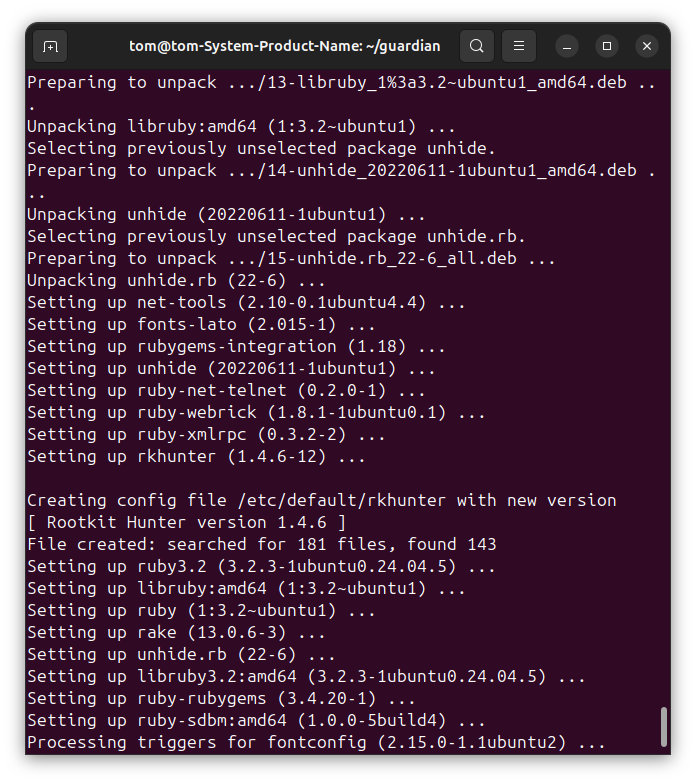 tom@tom-System-Product-Name: ~/guardian
Preparing to unpack .../13-libruby_1%3a3.2~ubuntu1_amd64.deb ..
.
Unpacking libruby:amd64 (1:3.2~ubuntu1) ...
Selecting previously unselected package unhide.
Preparing to unpack .../14-unhide_20220611-1ubuntu1_amd64.deb .
..
Unpacking unhide (20220611-1ubuntu1) ...
Selecting previously unselected package unhide.rb.
Preparing to unpack .../15-unhide.rb_22-6_all.deb ...
Unpacking unhide.rb (22-6) ...
Setting up net-tools (2.10-0.1ubuntu4.4) ...
Setting up fonts-lato (2.015-1) ...
Setting up rubygems-integration (1.18) ...
Setting up unhide (20220611-1ubuntu1) ...
Setting up ruby-net-telnet (0.2.0-1) ...
Setting up ruby-webrick (1.8.1-1ubuntu0.1) ...
Setting up ruby-xmlrpc (0.3.2-2) ...
Setting up rkhunter (1.4.6-12) ...

Creating config file /etc/default/rkhunter with new version
[ Rootkit Hunter version 1.4.6 ]
File created: searched for 181 files, found 143
Setting up ruby3.2 (3.2.3-1ubuntu0.24.04.5) ...
Setting up libruby:amd64 (1:3.2~ubuntu1) ...
Setting up ruby (1:3.2~ubuntu1) ...
Setting up rake (13.0.6-3) ...
Setting up unhide.rb (22-6) ...
Setting up libruby3.2:amd64 (3.2.3-1ubuntu0.24.04.5) ...
Setting up ruby-rubygems (3.4.20-1) ...
Setting up ruby-sdbm:amd64 (1.0.0-5build4) ...
Processing triggers for fontconfig (2.15.0-1.1ubuntu2) ...